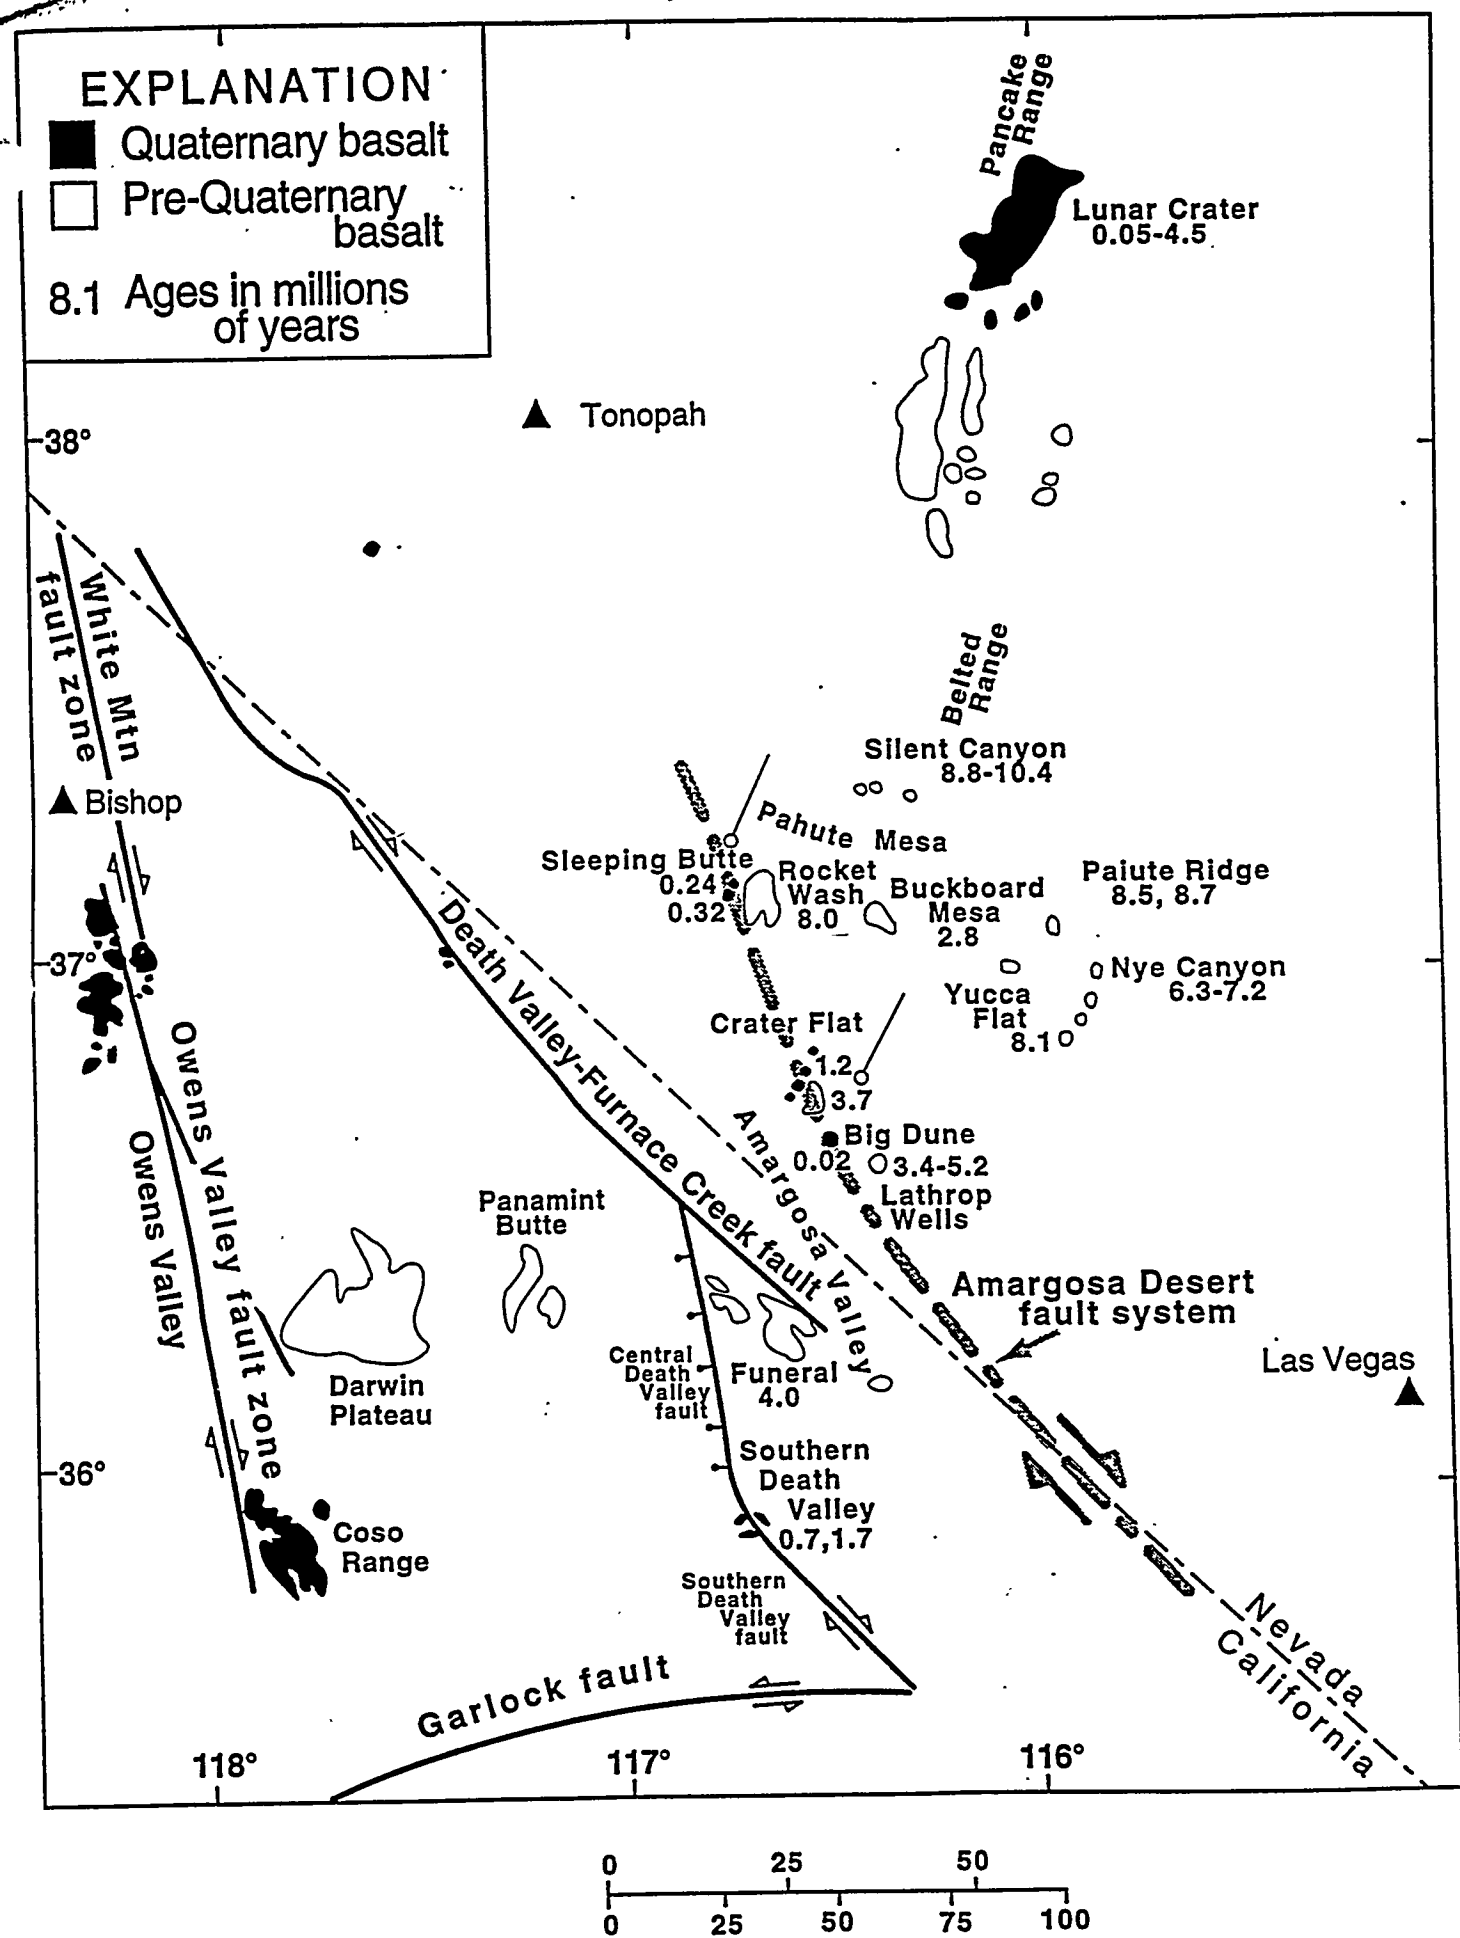 EXPLANATION
Quaternary basalt
Pre-Quaternary
basalt
8.1 Ages in millions
of years
Pancake
Range
Lunar Crater
0.05-4.5
Tonopah
38°
White Mtn
fault zone
Belted
Range
Silent Canyon
8.8-10.4
Bishop
Pahute Mesa
Sleeping Butte
0.24
0.32
Rocket
Wash
8.0
Buckboard
Mesa
2.8
Paiute Ridge
8.5, 8.7
37°
Nye Canyon
6.3-7.2
Yucca
Flat
8.1
Crater Flat
1.2
3.7
Death Valley-Furnace Creek fault
Owens Valley fault zone
Owens Valley
Big Dune
0.02
3.4-5.2
Lathrop
Wells
Amargosa Valley
Panamint
Butte
Amargosa Desert
fault system
Las Vegas
Darwin
Plateau
Central
Death
Valley
fault
Funeral
4.0
36°
Southern
Death
Valley
0.7,1.7
Coso
Range
Southern
Death
Valley
fault
Nevada
California
Garlock fault
118°
117°
116°
0 25 50
0 25 50 75 100